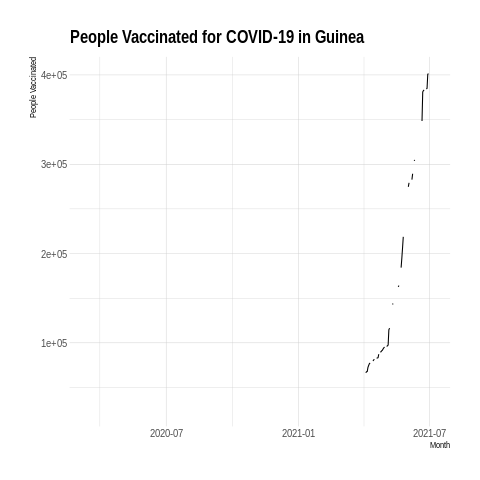 People Vaccinated for COVID-19 in Guinea
People Vaccinated
4e+05
3e+05
2e+05
1e+05
2020-07
2021-01
2021-07
Month